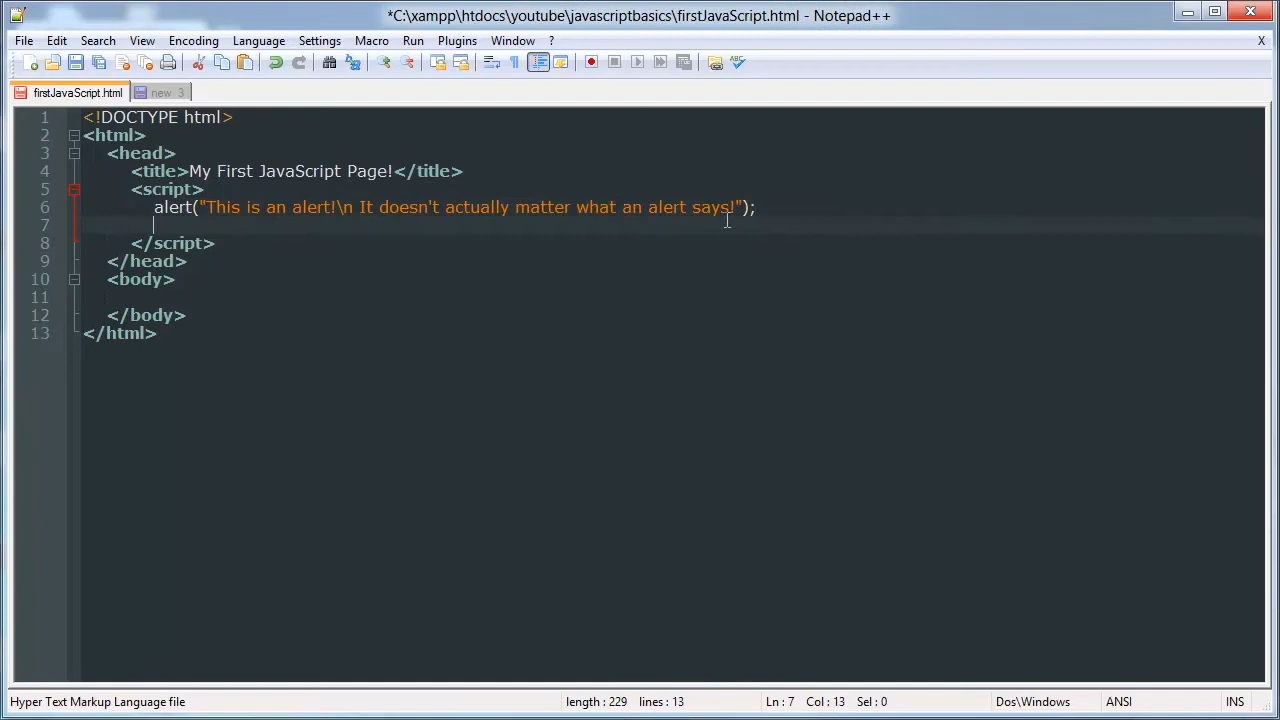 *C:\xampp\htdocs\youtube\javascriptbasics\firstJavaScript.html - Notepad++
File Edit Search View Encoding Language Settings Macro Run Plugins Window ? X
firstJavaScript.html new 3
1 <!DOCTYPE html>
2 <html>
3 <head>
4 <title>My First JavaScript Page!</title>
5 <script>
6 alert("This is an alert!\n It doesn't actually matter what an alert says!");
7
8 </script>
9 </head>
10 <body>
11
12 </body>
13 </html>
Hyper Text Markup Language file length : 229 lines : 13 Ln : 7 Col : 13 Sel : 0 Dos\Windows ANSI INS